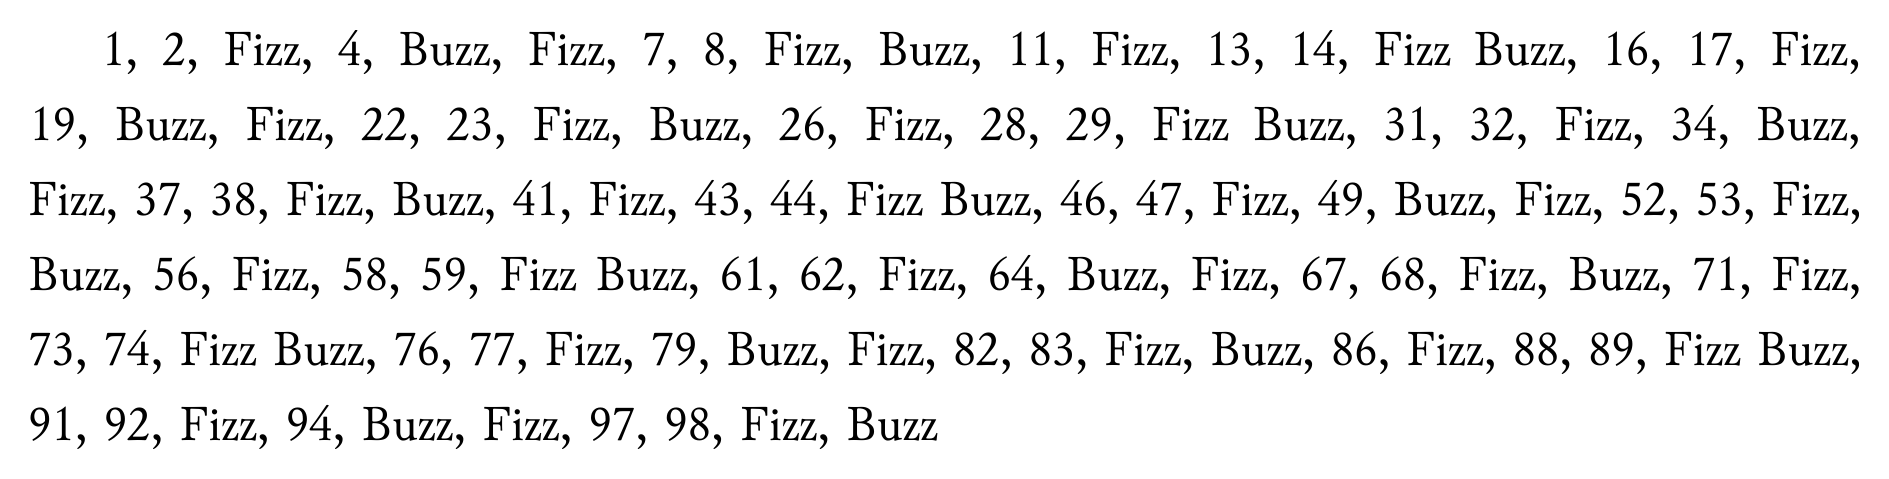 1, 2, Fizz, 4, Buzz, Fizz, 7, 8, Fizz, Buzz, 11, Fizz, 13, 14, Fizz Buzz, 16, 17, Fizz,
19, Buzz, Fizz, 22, 23, Fizz, Buzz, 26, Fizz, 28, 29, Fizz Buzz, 31, 32, Fizz, 34, Buzz,
Fizz, 37, 38, Fizz, Buzz, 41, Fizz, 43, 44, Fizz Buzz, 46, 47, Fizz, 49, Buzz, Fizz, 52, 53, Fizz,
Buzz, 56, Fizz, 58, 59, Fizz Buzz, 61, 62, Fizz, 64, Buzz, Fizz, 67, 68, Fizz, Buzz, 71, Fizz,
73, 74, Fizz Buzz, 76, 77, Fizz, 79, Buzz, Fizz, 82, 83, Fizz, Buzz, 86, Fizz, 88, 89, Fizz Buzz,
91, 92, Fizz, 94, Buzz, Fizz, 97, 98, Fizz, Buzz